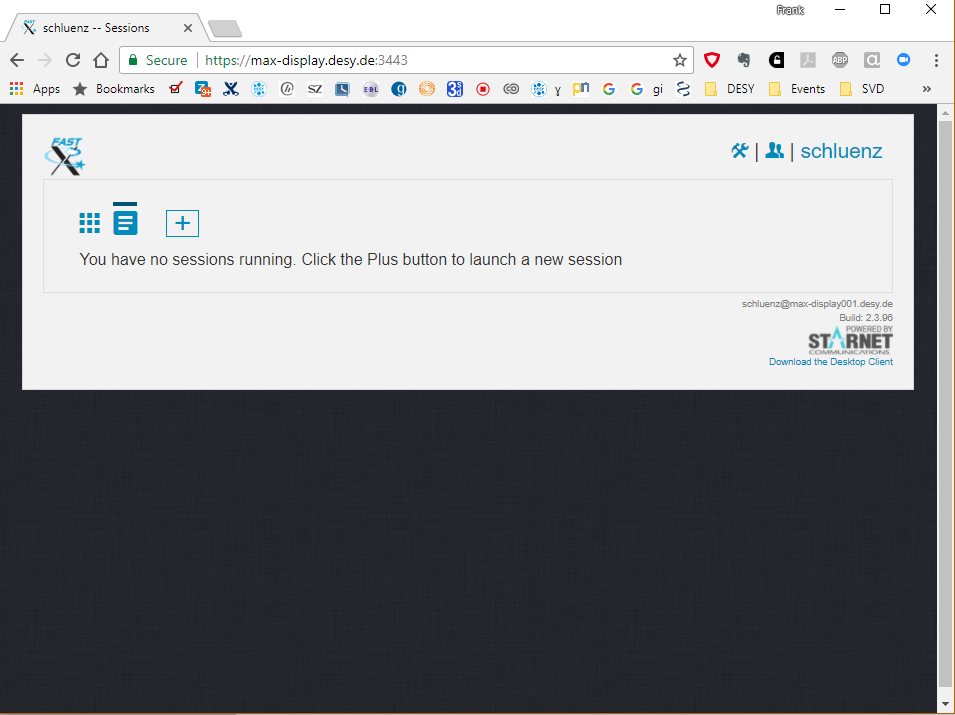 Frank
schluenz -- Sessions
Secure https://max-display.desy.de:3443
Apps Bookmarks SZ EBL 3 γ pn G G gi DESY Events SVD »
FAST X
| | schluenz
You have no sessions running. Click the Plus button to launch a new session
schluenz@max-display001.desy.de
Build: 2.3.96
POWERED BY
STARNET
COMMUNICATIONS
Download the Desktop Client